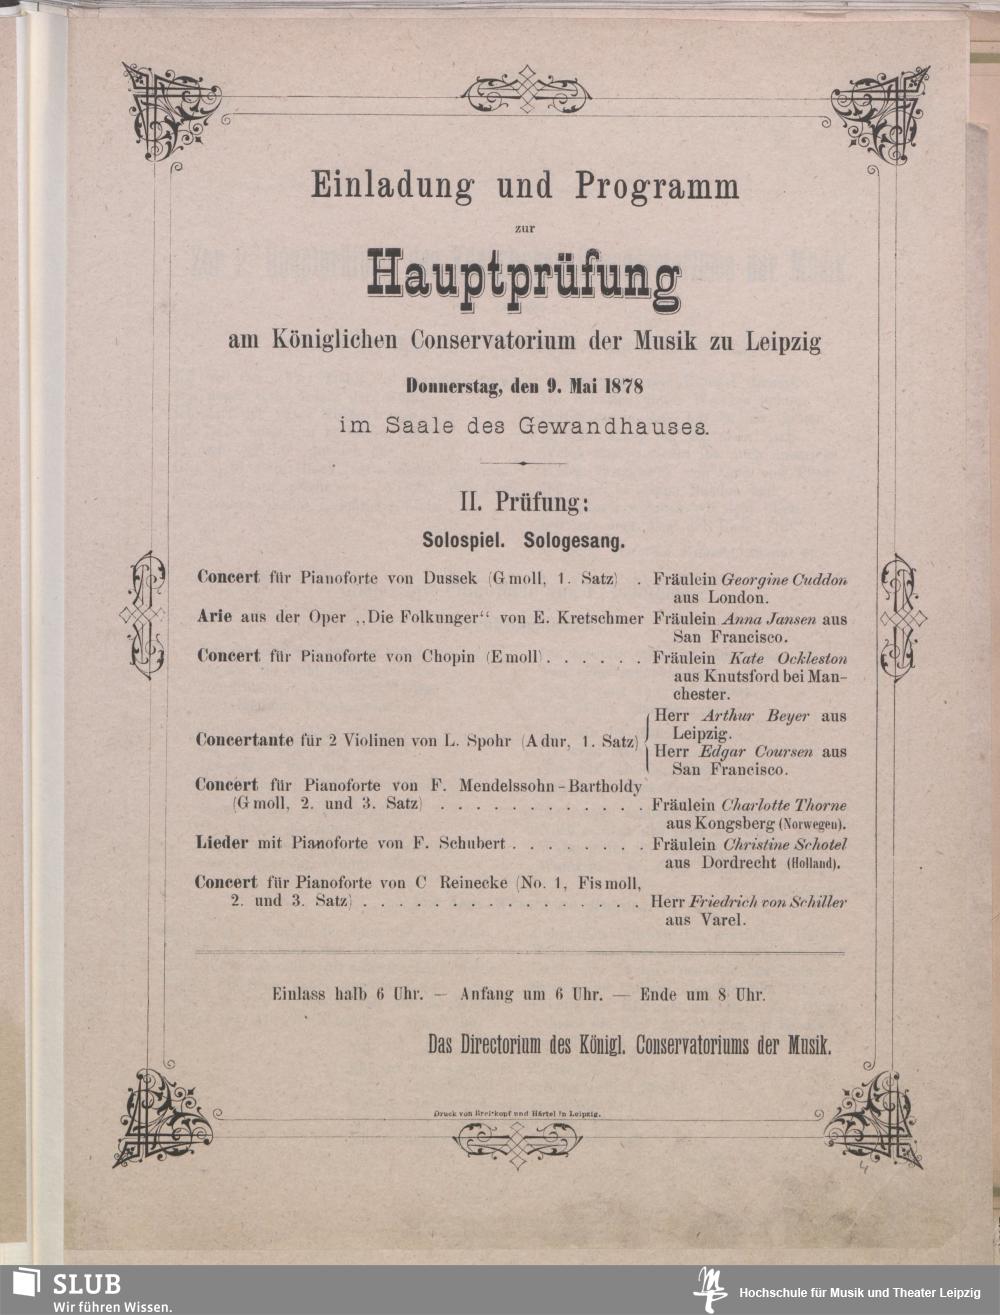 Einladung und Programm
zur
Hauptprüfung
am Königlichen Conservatorium der Musik zu Leipzig
Donnerstag, den 9. Mai 1878
im Saale des Gewandhauses.
II. Prüfung:
Solospiel. Sologesang.
Concert für Pianoforte von Dussek (G moll, 1. Satz) . Fräulein Georgine Cuddon
aus London.
Arie aus der Oper ,,Die Folkunger“ von E. Kretschmer Fräulein Anna Jansen aus
San Francisco.
Concert für Pianoforte von Chopin (E moll) . . . . . . Fräulein Kate Ockleston
aus Knutsford bei Man-
chester.
Herr Arthur Beyer aus
Leipzig.
Concertante für 2 Violinen von L. Spohr (A dur, 1. Satz)
Herr Edgar Coursen aus
San Francisco.
Concert für Pianoforte von F. Mendelssohn-Bartholdy
(G moll, 2. und 3. Satz) . . . . . . . . . . . . Fräulein Charlotte Thorne
aus Kongsberg (Norwegen).
Lieder mit Pianoforte von F. Schubert . . . . . . . . Fräulein Christine Schotel
aus Dordrecht (Holland).
Concert für Pianoforte von C Reinecke (No. 1, Fis moll,
2. und 3. Satz) . . . . . . . . . . . . . . . . Herr Friedrich von Schiller
aus Varel.
Einlass halb 6 Uhr. — Anfang um 6 Uhr. — Ende um 8 Uhr.
Das Directorium des Königl. Conservatoriums der Musik.
Druck von Breitkopf und Härtel in Leipzig.
4
SLUB
Wir führen Wissen.
Hochschule für Musik und Theater Leipzig